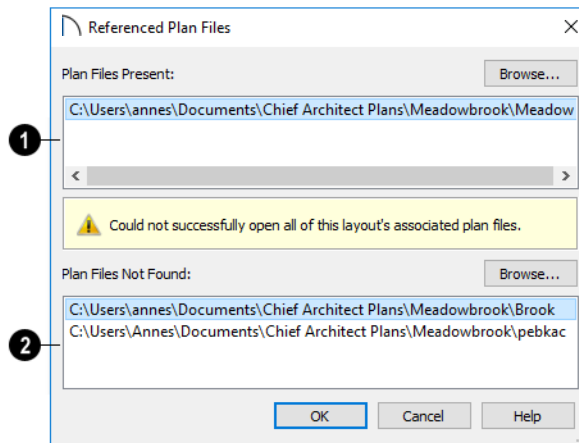 Referenced Plan Files
Plan Files Present:
Browse...
C:\Users\annes\Documents\Chief Architect Plans\Meadowbrook\Meadow
1
Could not successfully open all of this layout's associated plan files.
Plan Files Not Found:
Browse...
C:\Users\annes\Documents\Chief Architect Plans\Meadowbrook\Brook
C:\Users\Annes\Documents\Chief Architect Plans\Meadowbrook\pebkac
2
OK
Cancel
Help